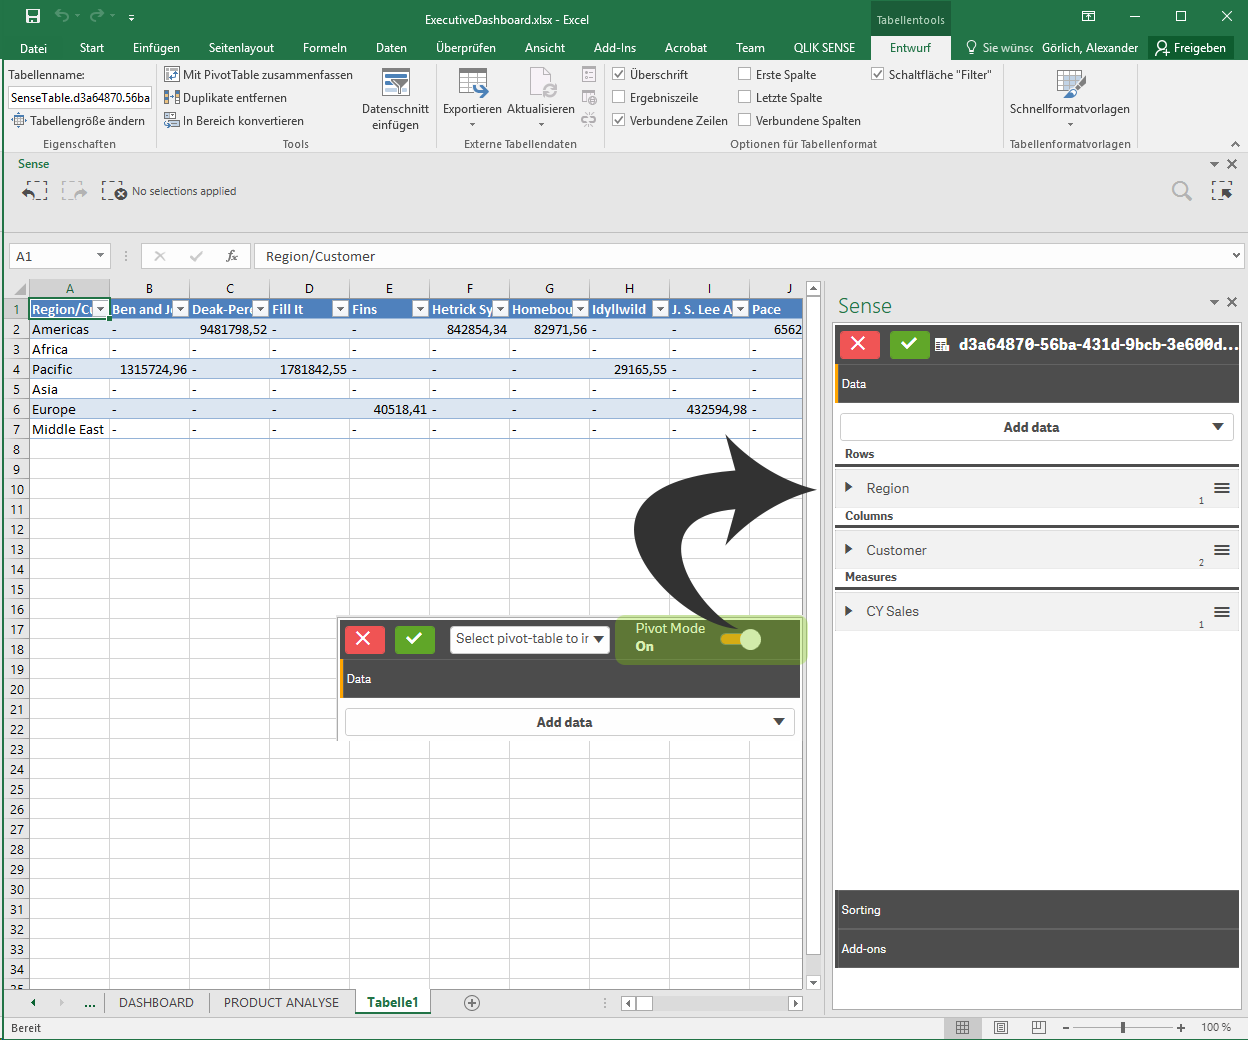 ExecutiveDashboard.xlsx - Excel
Tabellentools
Datei Start Einfügen Seitenlayout Formeln Daten Überprüfen Ansicht Add-Ins Acrobat Team QLIK SENSE Entwurf Sie wünsc Görlich, Alexander Freigeben
Tabellenname:
SenseTable.d3a64870.56ba
Tabellengröße ändern
Eigenschaften
Mit PivotTable zusammenfassen
Duplikate entfernen
In Bereich konvertieren
Tools
Datenschnitt
einfügen
Exportieren Aktualisieren
Externe Tabellendaten
Überschrift
Ergebniszeile
Verbundene Zeilen
Erste Spalte
Letzte Spalte
Verbundene Spalten
Schaltfläche "Filter"
Optionen für Tabellenformat
Schnellformatvorlagen
Tabellenformatvorlagen
Sense
No selections applied
A1
fx
Region/Customer
A B C D E F G H I J
1 Region/Cu Ben and Je Deak-Perc Fill It Fins Hetrick Sy Homebou Idyllwild J. S. Lee A Pace
2 Americas - 9481798,52 - - 842854,34 82971,56 - - 6562
3 Africa - - - - - - - - -
4 Pacific 1315724,96 - 1781842,55 - - - 29165,55 - -
5 Asia - - - - - - - - -
6 Europe - - - 40518,41 - - - 432594,98 -
7 Middle East - - - - - - - - -
8
9
10
11
12
13
14
15
16
17
18
19
20
21
22
23
24
25
26
27
28
29
30
31
32
33
34
35
Select pivot-table to ir
Pivot Mode
On
Data
Add data
Sense
d3a64870-56ba-431d-9bcb-3e600d...
Data
Add data
Rows
Region
1
Columns
Customer
2
Measures
CY Sales
1
Sorting
Add-ons
... DASHBOARD PRODUCT ANALYSE Tabelle1
Bereit
100 %